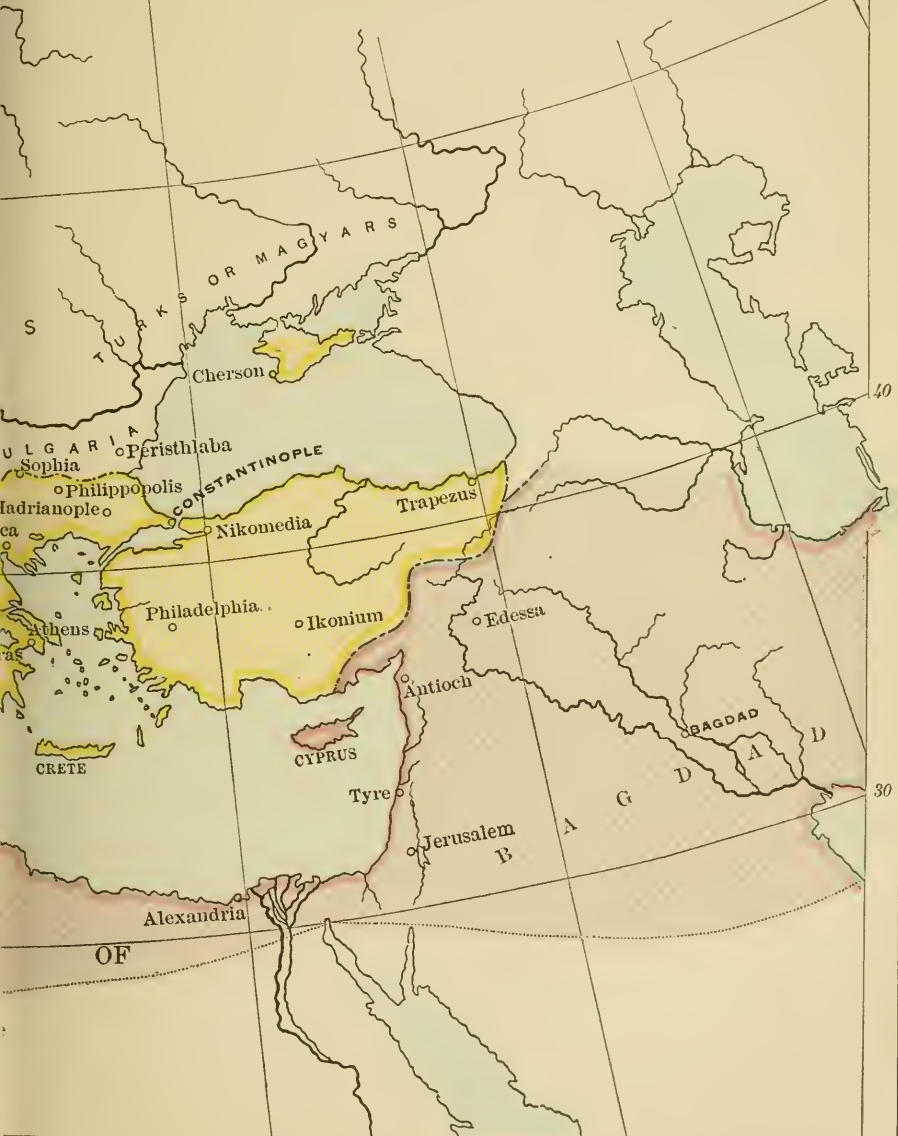 TURKS OR MAGYARS
S
Cherson
40
ULGARIA
Peristhlaba
Sophia
Philippopolis
CONSTANTINOPLE
Hadrianople
Trapezus
Nikomedia
ca
Philadelphia
Ikonium
Edessa
Athens
ras
Antioch
BAGDAD
CRETE
CYPRUS
BAGDAD
Tyre
30
Jerusalem
Alexandria
OF